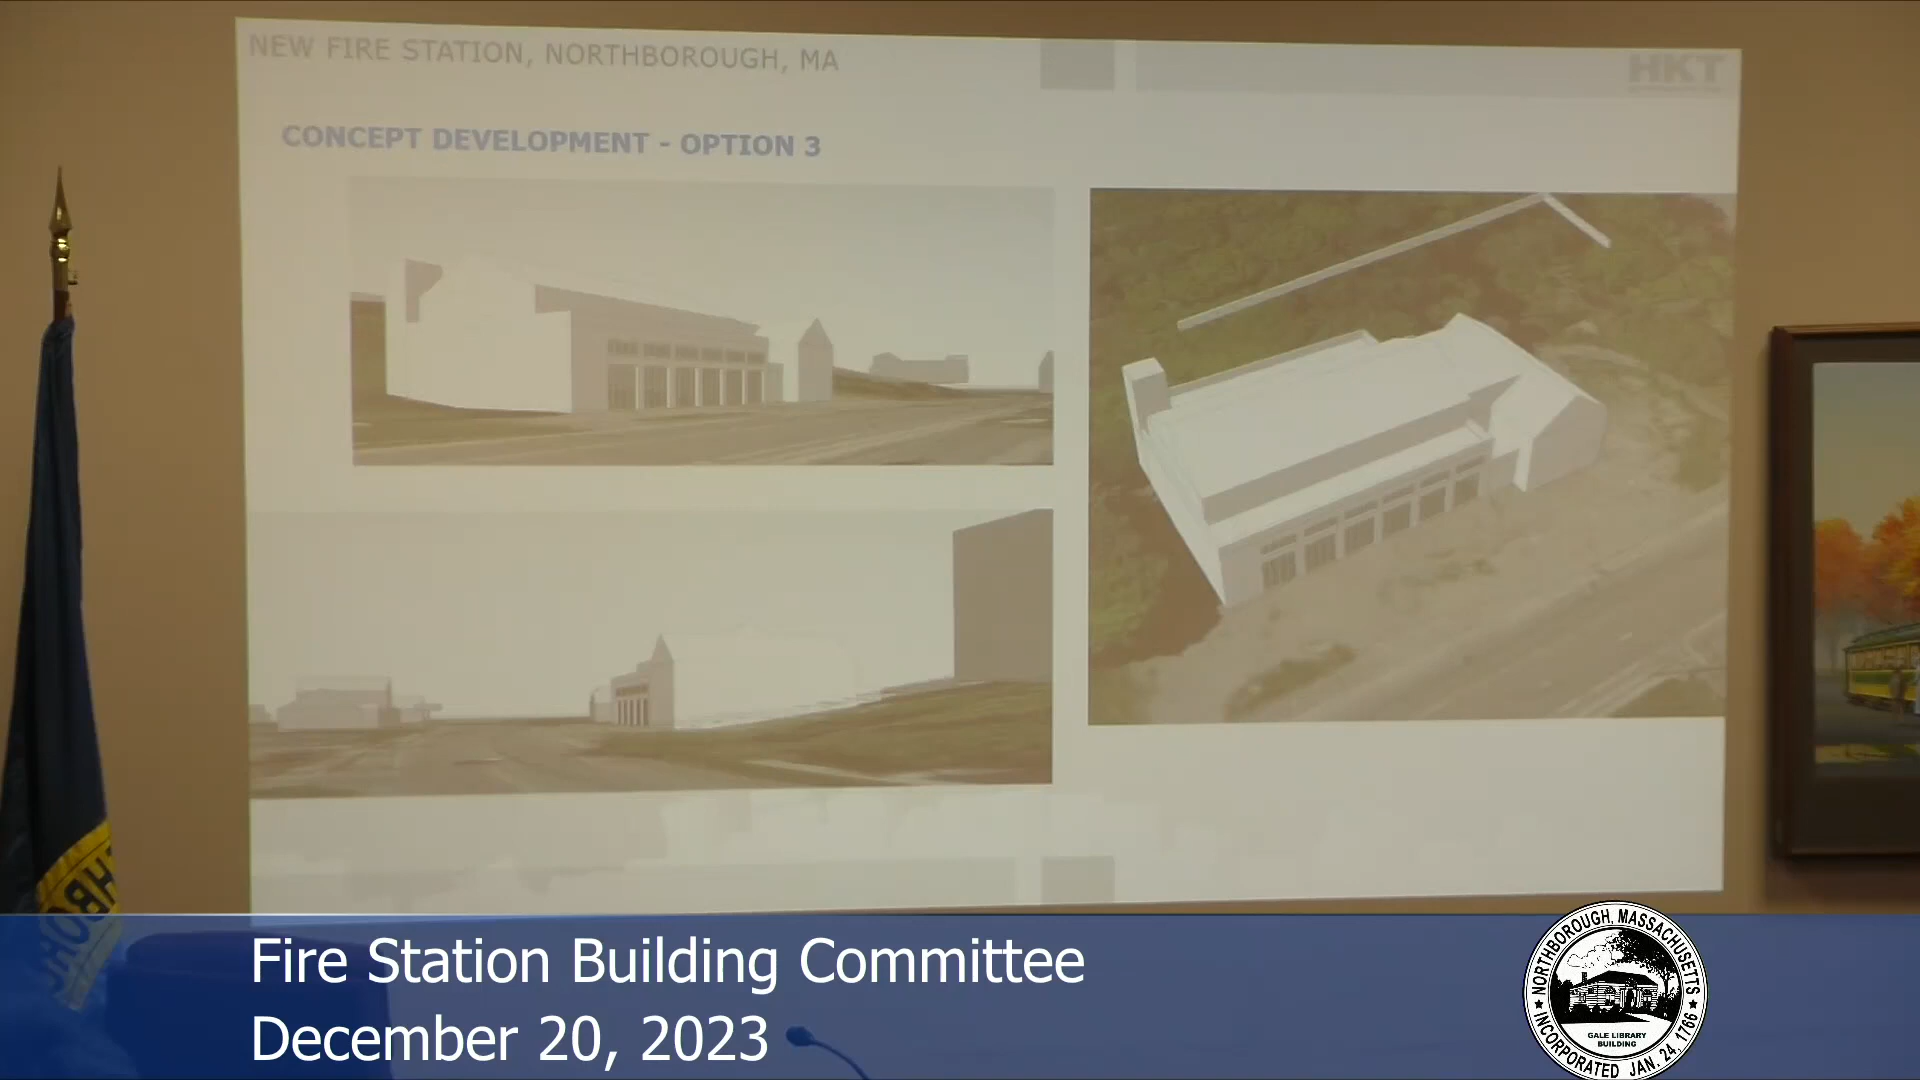 NEW FIRE STATION, NORTHBOROUGH, MA
HKT
CONCEPT DEVELOPMENT - OPTION 3
Fire Station Building Committee
December 20, 2023
NORTHBOROUGH, MASSACHUSETTS
GALE LIBRARY
BUILDING
INCORPORATED JAN. 24, 1766